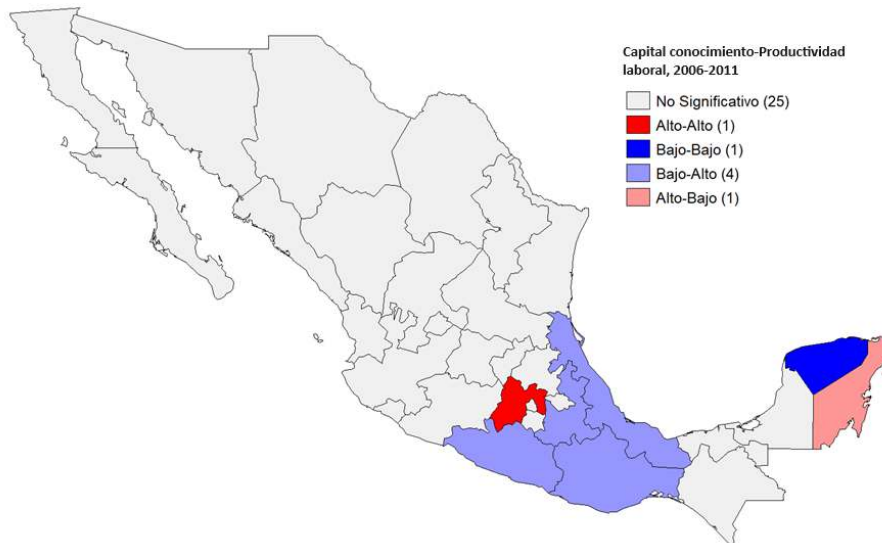 Capital conocimiento-Productividad
laboral, 2006-2011
No Significativo (25)
Alto-Alto (1)
Bajo-Bajo (1)
Bajo-Alto (4)
Alto-Bajo (1)